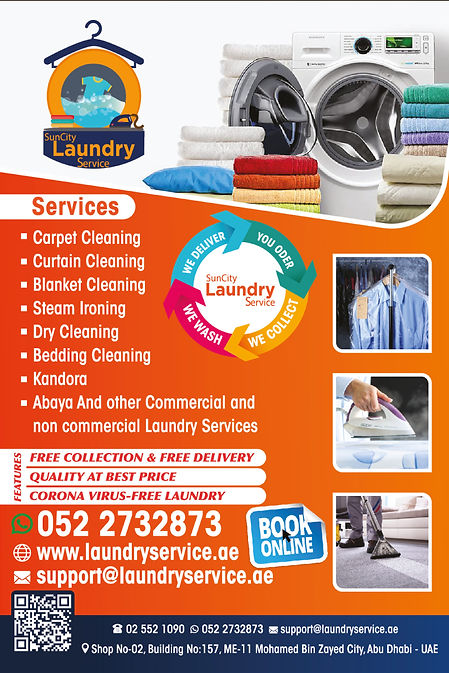 SunCity
Laundry
Service
Services
Carpet Cleaning
Curtain Cleaning
Blanket Cleaning
Steam Ironing
Dry Cleaning
Bedding Cleaning
Kandora
Abaya And other Commercial and
non commercial Laundry Services
WE DELIVER
YOU ODER
WE COLLECT
WE WASH
SunCity
Laundry
Service
FEATURES
FREE COLLECTION & FREE DELIVERY
QUALITY AT BEST PRICE
CORONA VIRUS-FREE LAUNDRY
052 2732873
www.laundryservice.ae
support@laundryservice.ae
BOOK
ONLINE
02 552 1090 052 2732873 support@laundryservice.ae
Shop No-02, Building No:157, ME-11 Mohamed Bin Zayed City, Abu Dhabi - UAE